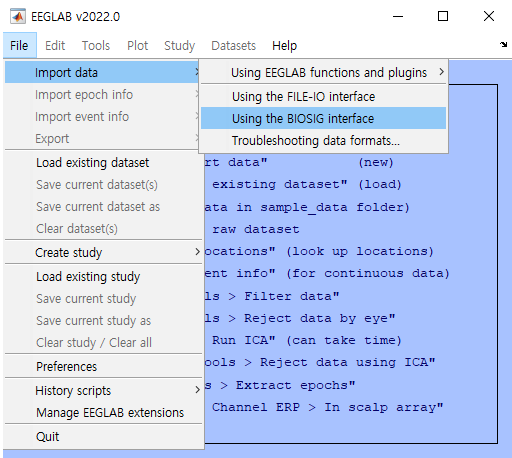 EEGLAB v2022.0
File Edit Tools Plot Study Datasets Help
Import data
Import epoch info
Import event info
Export
Load existing dataset
Save current dataset(s)
Save current dataset as
Clear dataset(s)
Create study
Load existing study
Save current study
Save current study as
Clear study / Clear all
Preferences
History scripts
Manage EEGLAB extensions
Quit
Using EEGLAB functions and plugins
Using the FILE-IO interface
Using the BIOSIG interface
Troubleshooting data formats...
rt data" (new)
existing dataset" (load)
ata in sample_data folder)
raw dataset
ocations" (look up locations)
ent info" (for continuous data)
ls > Filter data"
ls > Reject data by eye"
Run ICA" (can take time)
ools > Reject data using ICA"
s > Extract epochs"
Channel ERP > In scalp array"